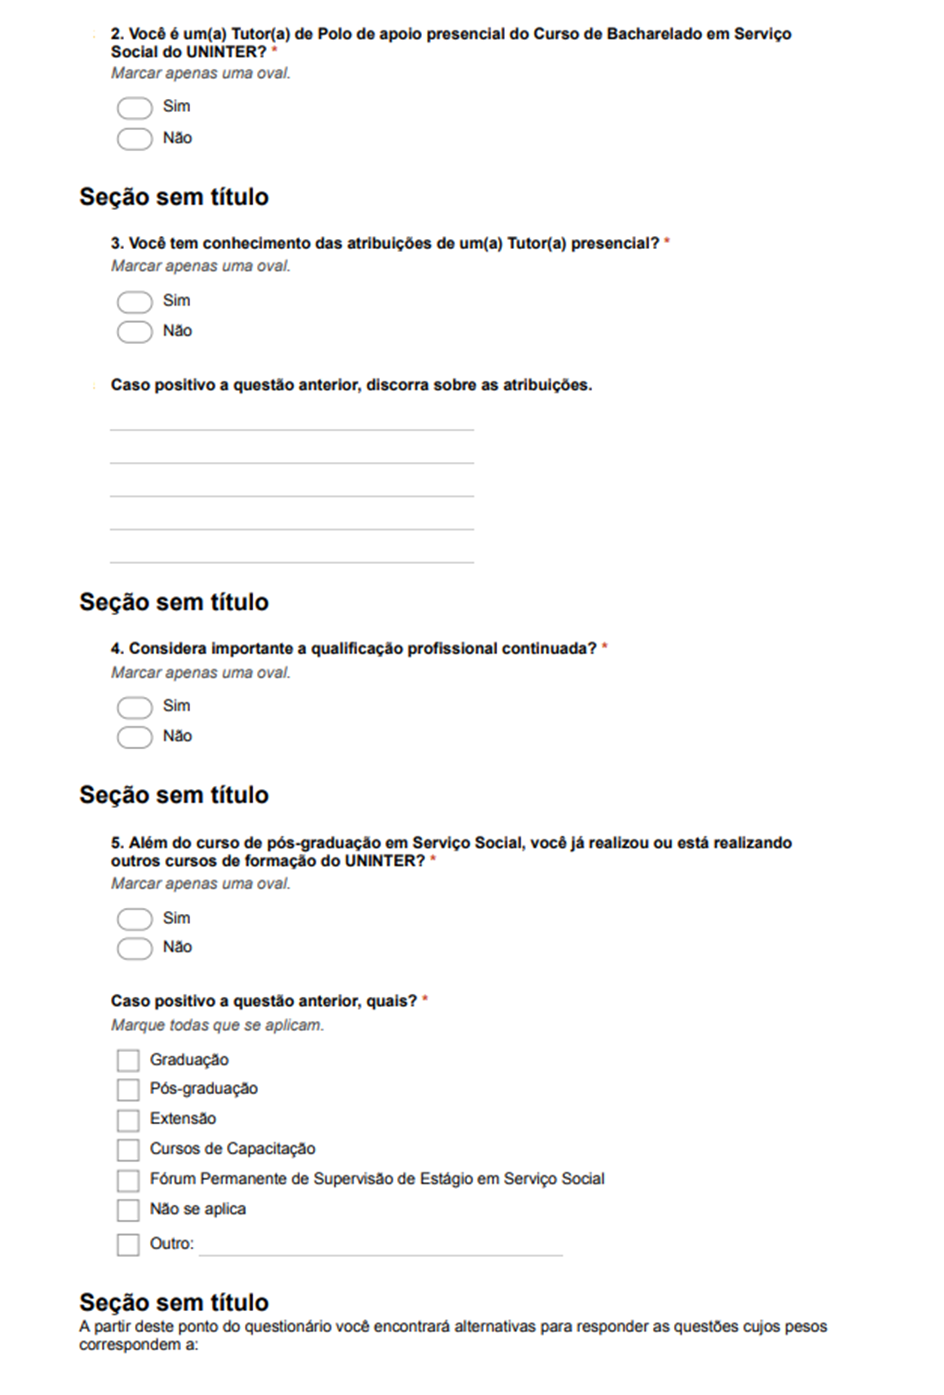 2. Você é um(a) Tutor(a) de Polo de apoio presencial do Curso de Bacharelado em Serviço
Social do UNINTER? *
Marcar apenas uma oval.
Sim
Não
Seção sem título
3. Você tem conhecimento das atribuições de um(a) Tutor(a) presencial? *
Marcar apenas uma oval.
Sim
Não
Caso positivo a questão anterior, discorra sobre as atribuições.
Seção sem título
4. Considera importante a qualificação profissional continuada? *
Marcar apenas uma oval.
Sim
Não
Seção sem título
5. Além do curso de pós-graduação em Serviço Social, você já realizou ou está realizando
outros cursos de formação do UNINTER? *
Marcar apenas uma oval.
Sim
Não
Caso positivo a questão anterior, quais? *
Marque todas que se aplicam.
Graduação
Pós-graduação
Extensão
Cursos de Capacitação
Fórum Permanente de Supervisão de Estágio em Serviço Social
Não se aplica
Outro:
Seção sem título
A partir deste ponto do questionário você encontrará alternativas para responder as questões cujos pesos
correspondem a: